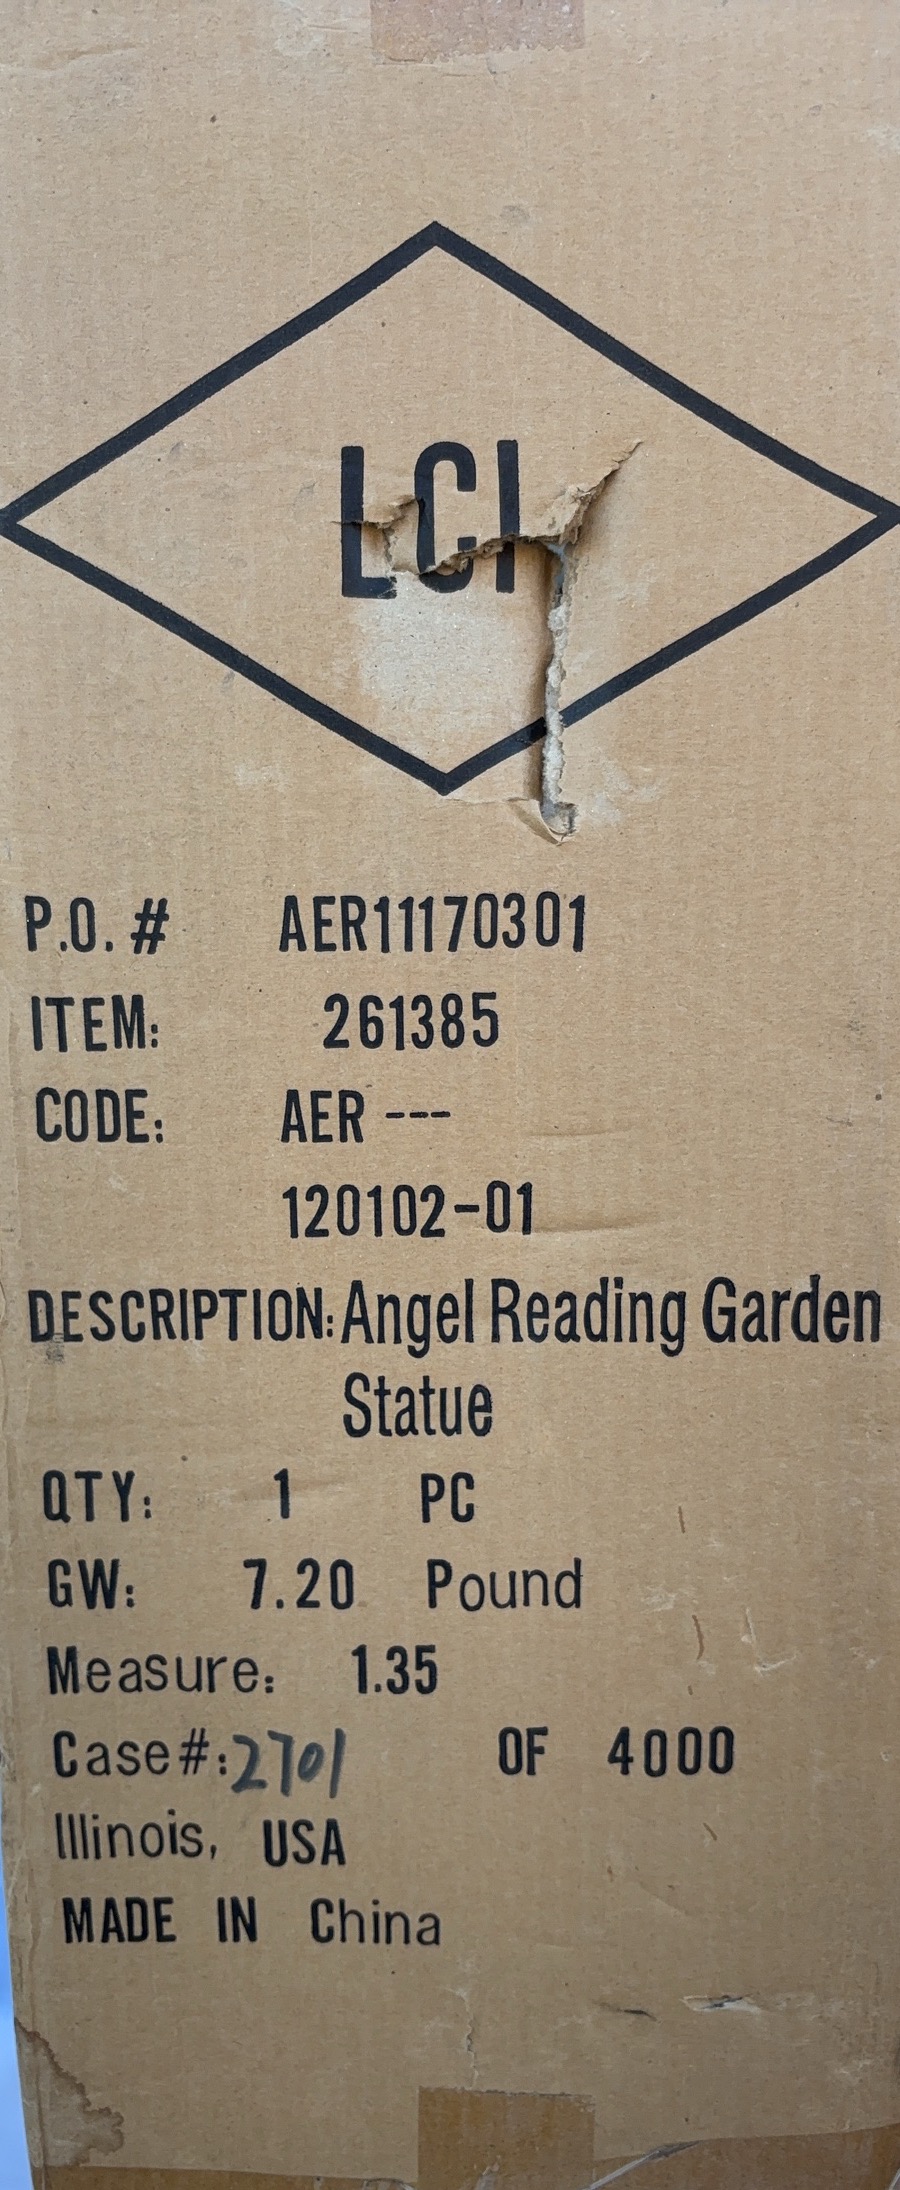 LCI
P.O. # AER11170301
ITEM: 261385
CODE: AER ---
120102-01
DESCRIPTION: Angel Reading Garden
Statue
QTY: 1 PC
GW: 7.20 Pound
Measure: 1.35
Case#: 2701 OF 4000
Illinois, USA
MADE IN China